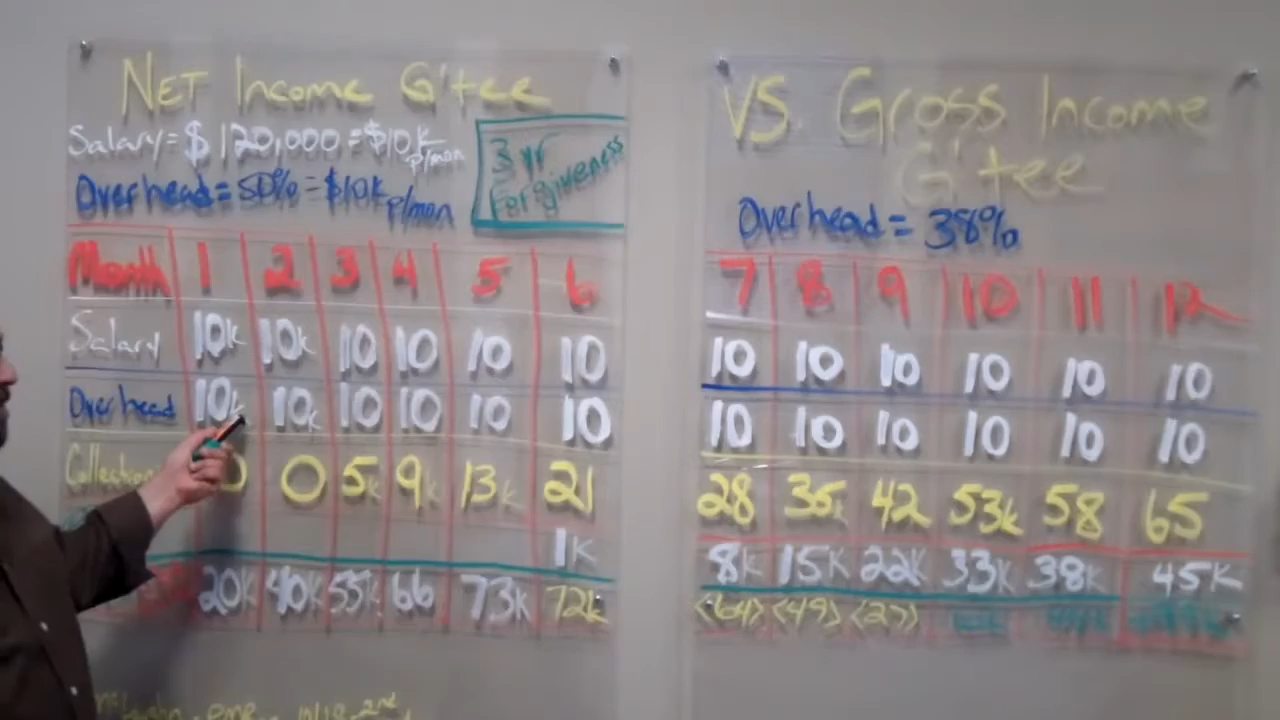 NET Income G'tee
Salary = $120,000 = $10k p/mon
Overhead = 50% = $10k p/mon
3 yr
Forgiveness
Month 1 2 3 4 5 6
Salary 10k 10k 10 10 10 10
Overhead 10k 10k 10 10 10 10
Collection 0 0 5k 9k 13k 21
1k
20k 40k 55k 66 73k 72k
VS. Gross Income
G'tee
Overhead = 38%
7 8 9 10 11 12
10 10 10 10 10 10
10 10 10 10 10 10
28 35k 42 53k 58 65
8k 15k 22k 33k 38k 45k
<64> <49> <27>